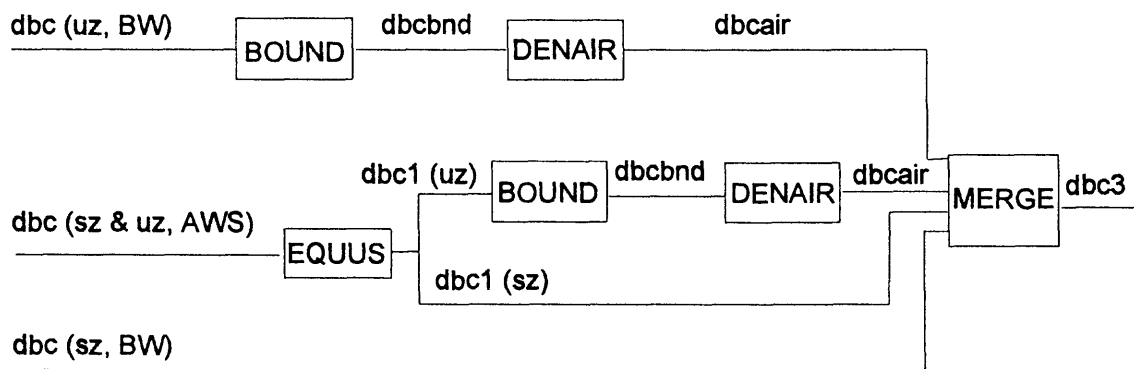 dbc (uz, BW)
BOUND
dbcbnd
DENAIR
dbcair
dbc1 (uz)
BOUND
dbcbnd
DENAIR
dbcair
MERGE
dbc3
dbc (sz & uz, AWS)
EQUUS
dbc1 (sz)
dbc (sz, BW)